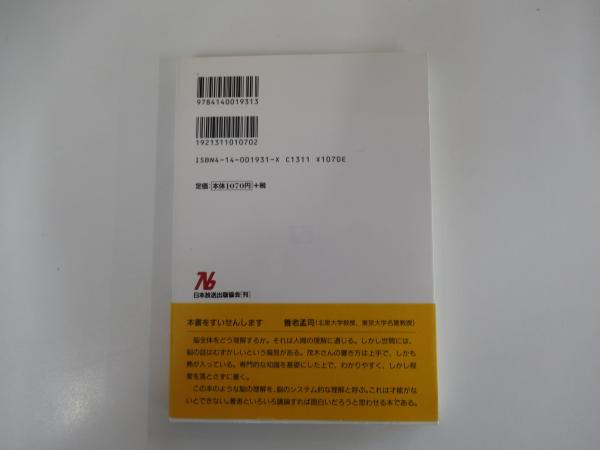 9784140019313
1921311010702
ISBN4-14-001931-X C1311 ¥1070E
定価:本体1070円+税
日本放送出版協会[刊]
本書をすいせんします 養老孟司(北里大学教授、東京大学名誉教授)
脳全体をどう理解するか。それは人間の理解に通じる。しかし世間には、
脳の話はむずかしいという偏見がある。茂木さんの書き方は上手で、しかも
熱が入っている。専門的な知識を基礎にした上で、わかりやすく、しかし程
度を落とさずに書く。
この本のような脳の理解を、脳のシステム的な理解と呼ぶ。これは才能がな
いとできない。著者といろいろ議論すれば面白いだろうと思わせる本である。